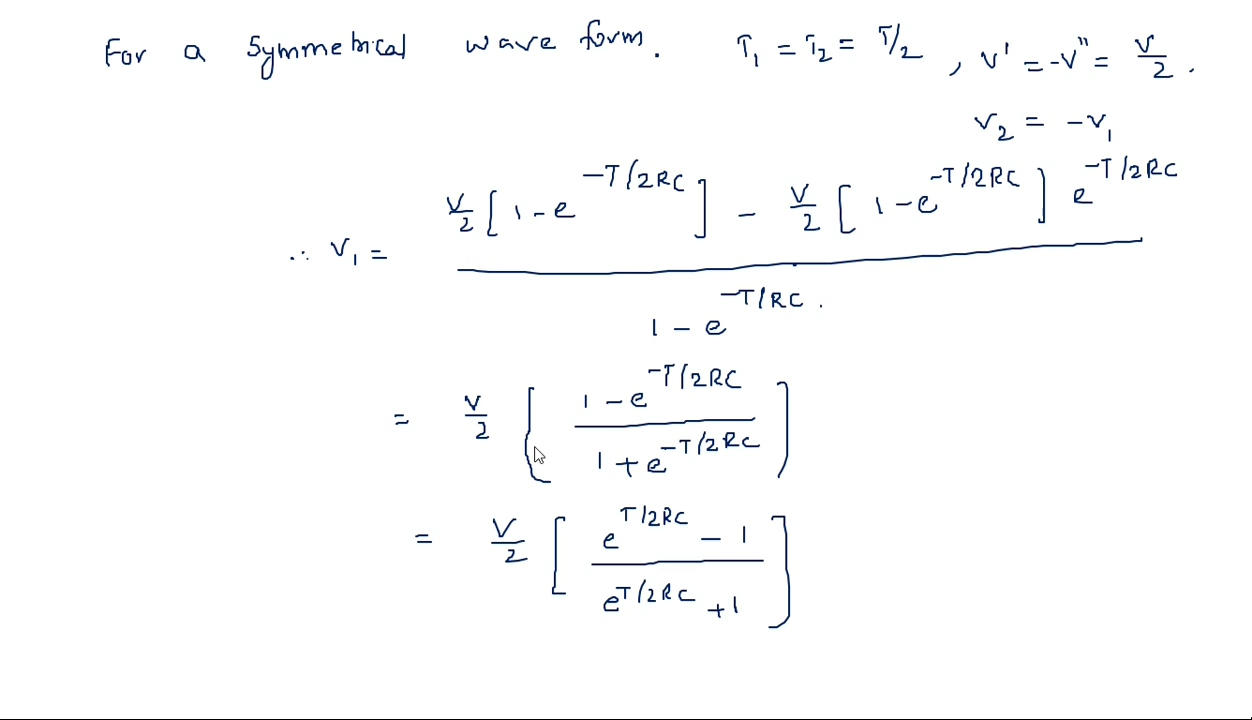 For a Symmetrical wave form. T₁ = T₂ = T/2 , V' = -V" = V/2 .
V₂ = -V₁
∴ V₁ = V/2 [ 1 - e^(-T/2RC) ] - V/2 [ 1 - e^(-T/2RC) ] e^(-T/2RC)
1 - e^(-T/RC) .
= V/2 [ (1 - e^(-T/2RC)) / (1 + e^(-T/2RC)) ]
= V/2 [ (e^(T/2RC) - 1) / (e^(T/2RC) + 1) ]